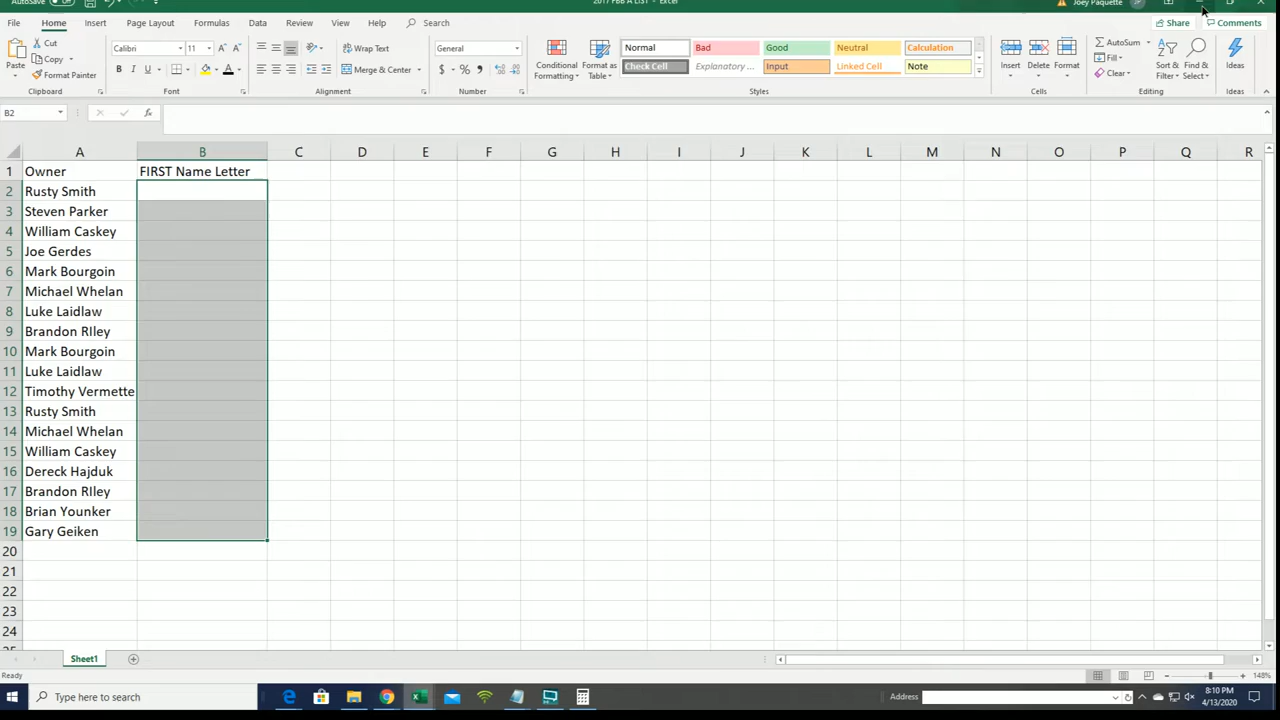 AutoSave Off
2017 FBB A LIST - Excel
Joey Paquette JP
File Home Insert Page Layout Formulas Data Review View Help Search Share Comments
Paste Cut Copy Format Painter
Clipboard
Calibri 11
B I U A
Font
Wrap Text
Merge & Center
Alignment
General
$ % ,
Number
Conditional Formatting
Format as Table
Normal Bad Good Neutral Calculation
Check Cell Explanatory ... Input Linked Cell Note
Styles
Insert Delete Format
Cells
AutoSum Fill Clear
Sort & Filter
Find & Select
Editing
Ideas
Ideas
B2 fx
A B C D E F G H I J K L M N O P Q R
1 Owner FIRST Name Letter
2 Rusty Smith
3 Steven Parker
4 William Caskey
5 Joe Gerdes
6 Mark Bourgoin
7 Michael Whelan
8 Luke Laidlaw
9 Brandon RIley
10 Mark Bourgoin
11 Luke Laidlaw
12 Timothy Vermette
13 Rusty Smith
14 Michael Whelan
15 William Caskey
16 Dereck Hajduk
17 Brandon RIley
18 Brian Younker
19 Gary Geiken
20
21
22
23
24
25
Sheet1
Ready
148%
Type here to search
Address
8:10 PM
4/13/2020